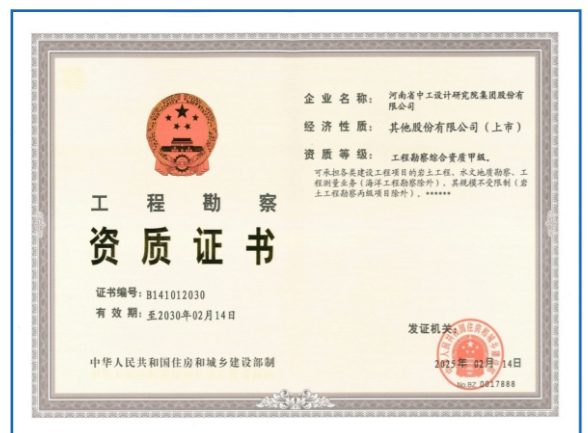 工程勘察
资质证书
证书编号：B141012030
有效期：至2030年02月14日
中华人民共和国住房和城乡建设部制
企业名称：河南省中工设计研究院集团股份有
限公司
经济性质：其他股份有限公司（上市）
资质等级：工程勘察综合资质甲级。
可承担各类建设工程项目的岩土工程、水文地质勘察、工
程测量业务（海洋工程勘察除外），其规模不受限制（岩
土工程勘察丙级项目除外）。******
发证机关：
2025年 02月 14日
No.BZ 0017888